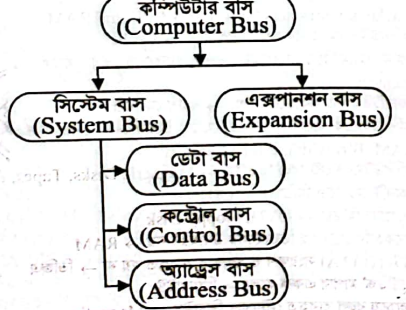 কম্পিউটার বাস
(Computer Bus)
সিস্টেম বাস
(System Bus)
এক্সপানশন বাস
(Expansion Bus)
ডেটা বাস
(Data Bus)
কন্ট্রোল বাস
(Control Bus)
অ্যাড্রেস বাস
(Address Bus)